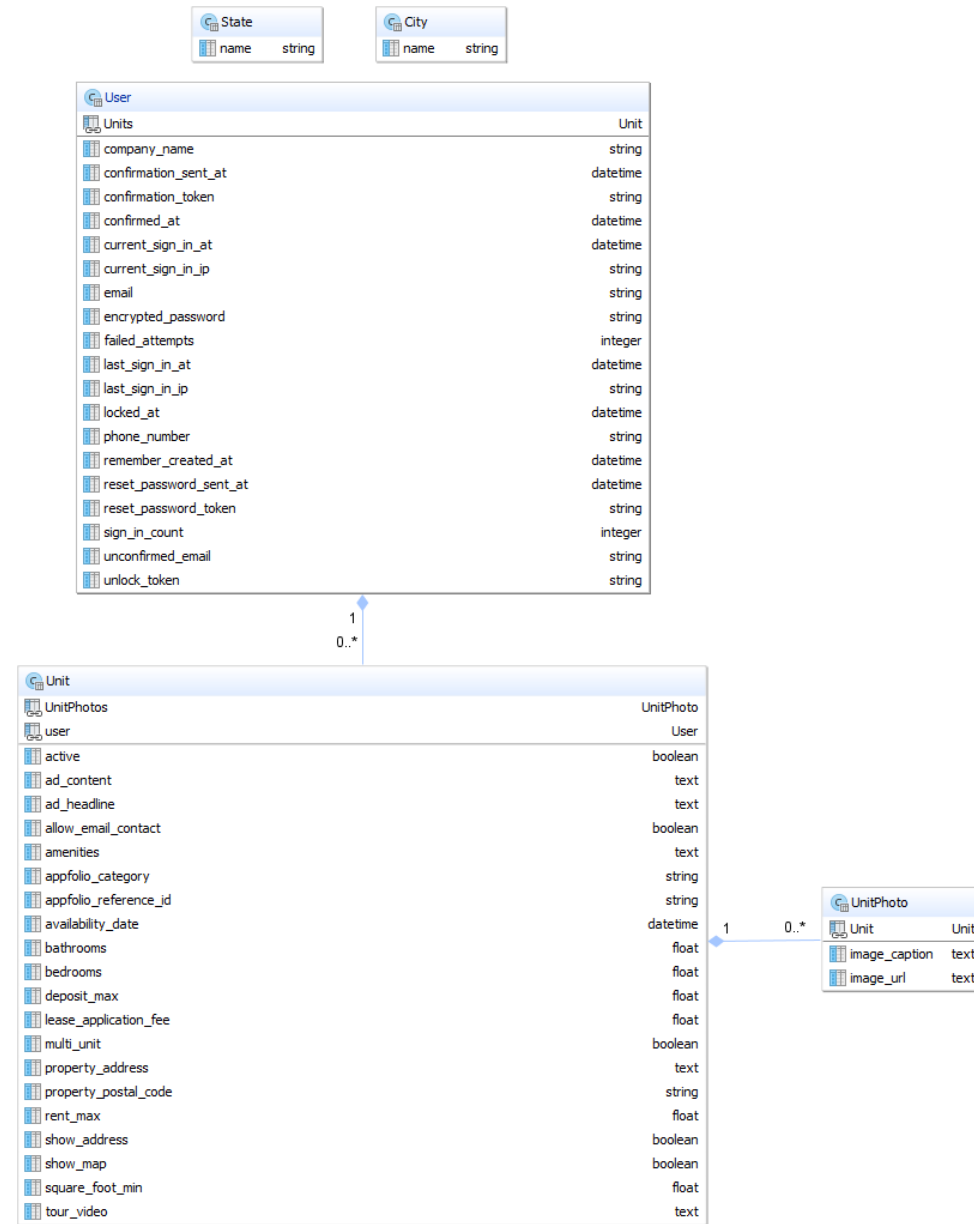 State
name string
City
name string
User
Units Unit
company_name string
confirmation_sent_at datetime
confirmation_token string
confirmed_at datetime
current_sign_in_at datetime
current_sign_in_ip string
email string
encrypted_password string
failed_attempts integer
last_sign_in_at datetime
last_sign_in_ip string
locked_at datetime
phone_number string
remember_created_at datetime
reset_password_sent_at datetime
reset_password_token string
sign_in_count integer
unconfirmed_email string
unlock_token string
1
0..*
Unit
UnitPhotos UnitPhoto
user User
active boolean
ad_content text
ad_headline text
allow_email_contact boolean
amenities text
appfolio_category string
appfolio_reference_id string
availability_date datetime
bathrooms float
bedrooms float
deposit_max float
lease_application_fee float
multi_unit boolean
property_address text
property_postal_code string
rent_max float
show_address boolean
show_map boolean
square_foot_min float
tour_video text
1 0..*
UnitPhoto
Unit Unit
image_caption text
image_url text